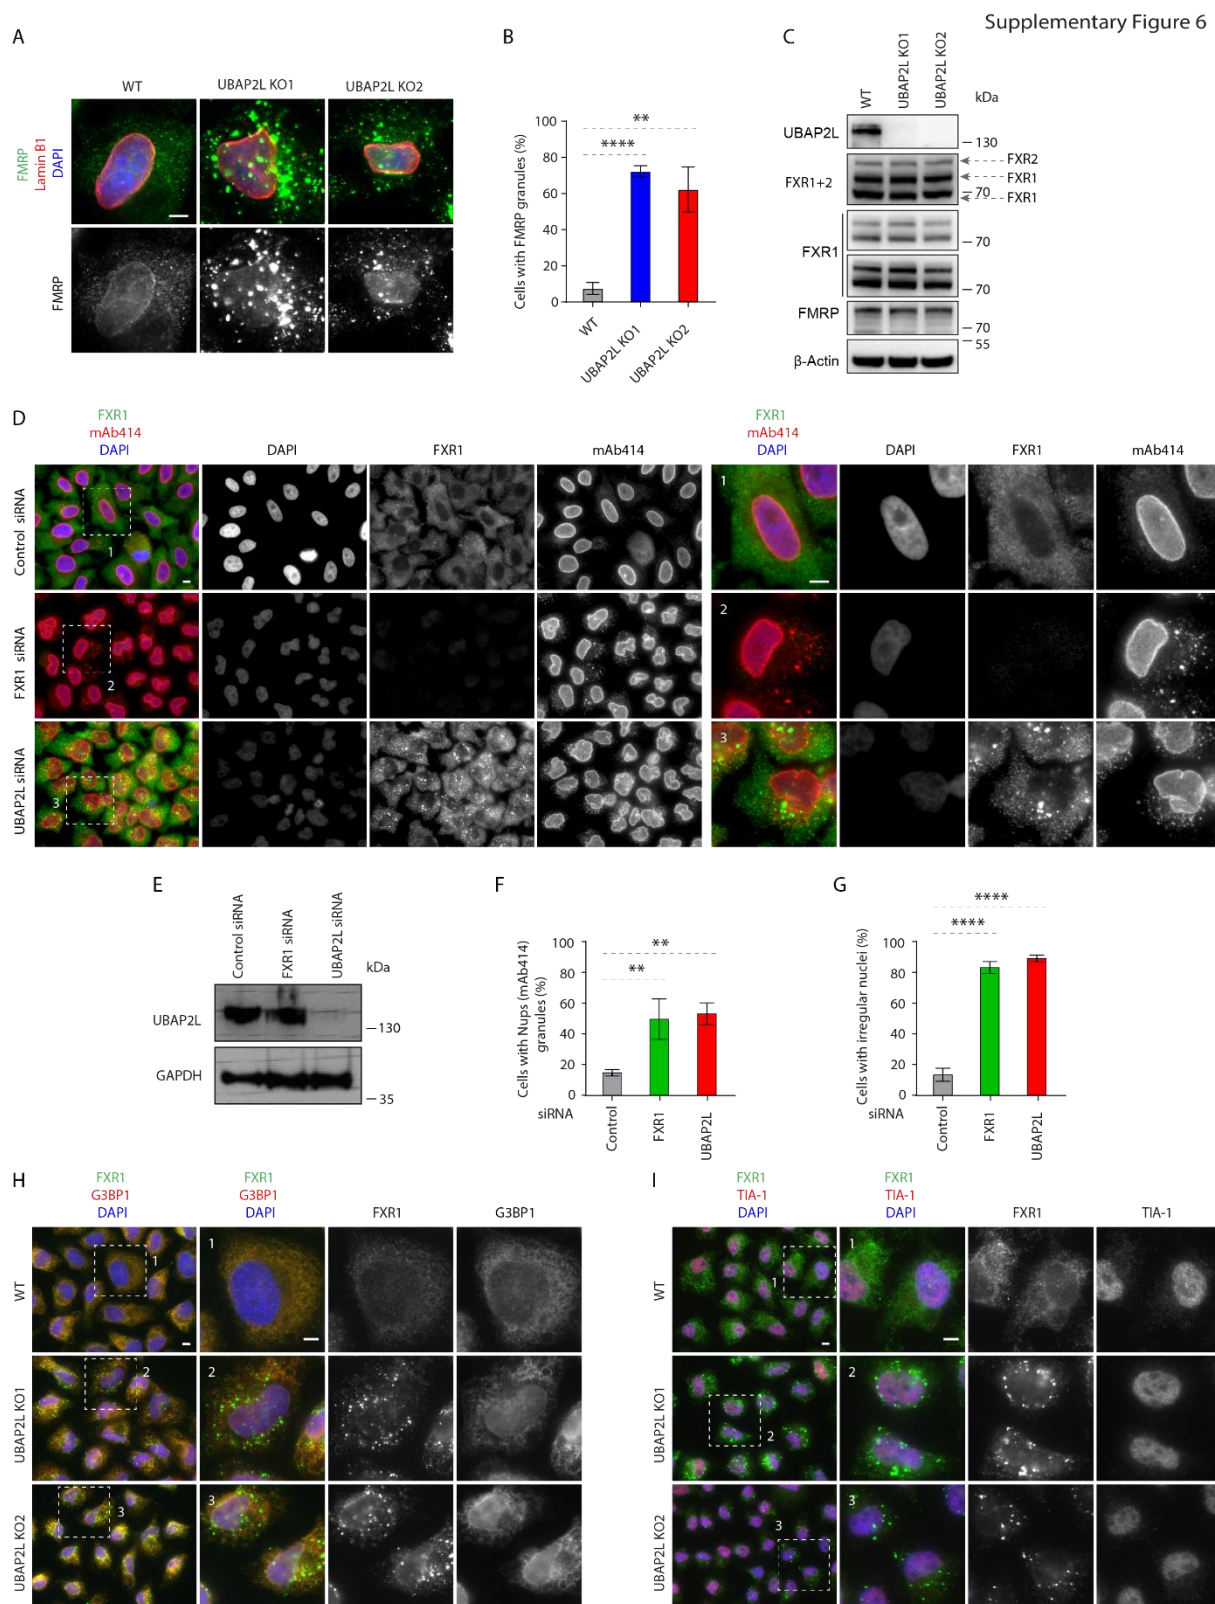 Supplementary Figure 6
A
WT
UBAP2L KO1
UBAP2L KO2
FMRP
Lamin B1
DAPI
FMRP
B
Cells with FMRP granules (%)
100
80
60
40
20
0
**
****
WT
UBAP2L KO1
UBAP2L KO2
C
WT
UBAP2L KO1
UBAP2L KO2
kDa
UBAP2L
130
FXR1+2
FXR2
FXR1
70
FXR1
FXR1
70
70
FMRP
70
55
β-Actin
D
FXR1
mAb414
DAPI
DAPI
FXR1
mAb414
FXR1
mAb414
DAPI
DAPI
FXR1
mAb414
Control siRNA
1
1
FXR1 siRNA
2
2
UBAP2L siRNA
3
3
E
Control siRNA
FXR1 siRNA
UBAP2L siRNA
kDa
UBAP2L
130
GAPDH
35
F
Cells with Nups (mAb414)
granules (%)
100
80
60
40
20
0
**
**
siRNA
Control
FXR1
UBAP2L
G
Cells with irregular nuclei (%)
100
80
60
40
20
0
****
****
siRNA
Control
FXR1
UBAP2L
H
FXR1
G3BP1
DAPI
FXR1
G3BP1
DAPI
FXR1
G3BP1
WT
1
1
UBAP2L KO1
2
2
UBAP2L KO2
3
3
I
FXR1
TIA-1
DAPI
FXR1
TIA-1
DAPI
FXR1
TIA-1
WT
1
1
UBAP2L KO1
2
2
UBAP2L KO2
3
3